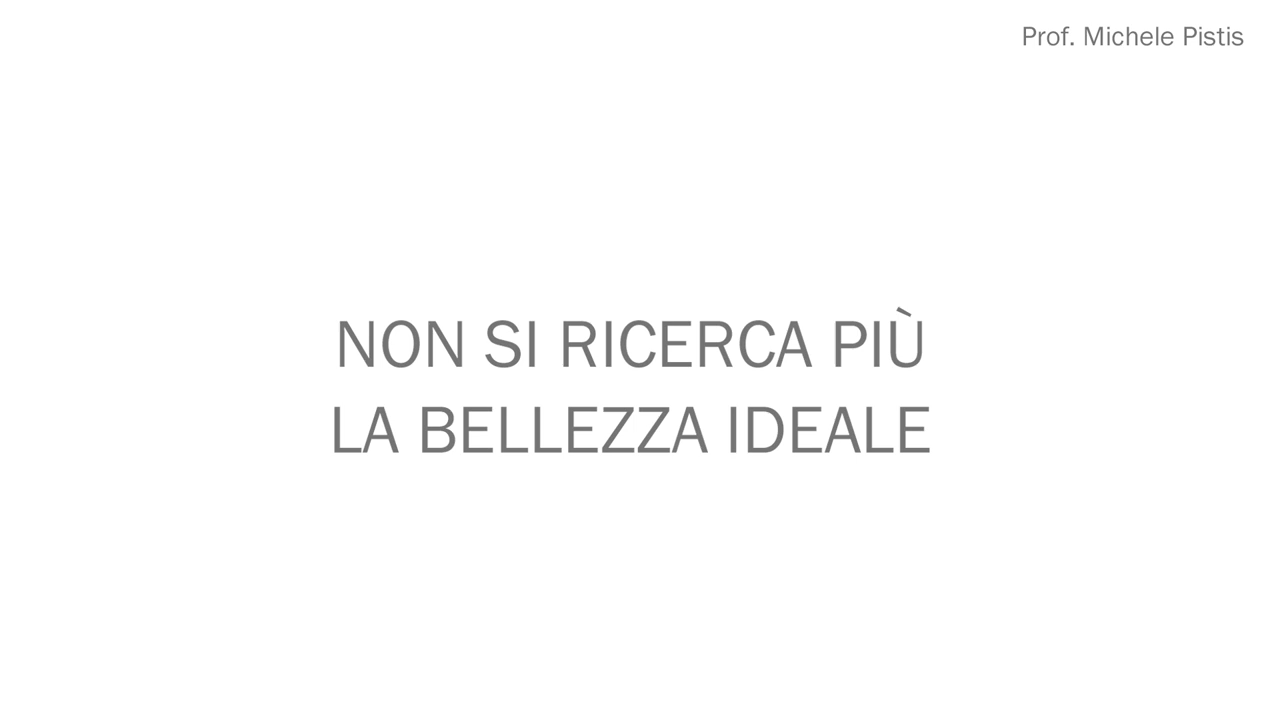 Prof. Michele Pistis
NON SI RICERCA PIÙ
LA BELLEZZA IDEALE